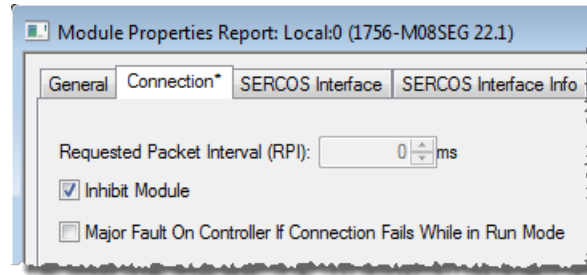 Module Properties Report: Local:0 (1756-M08SEG 22.1)
General Connection* SERCOS Interface SERCOS Interface Info
Requested Packet Interval (RPI): 0 ms
Inhibit Module
Major Fault On Controller If Connection Fails While in Run Mode